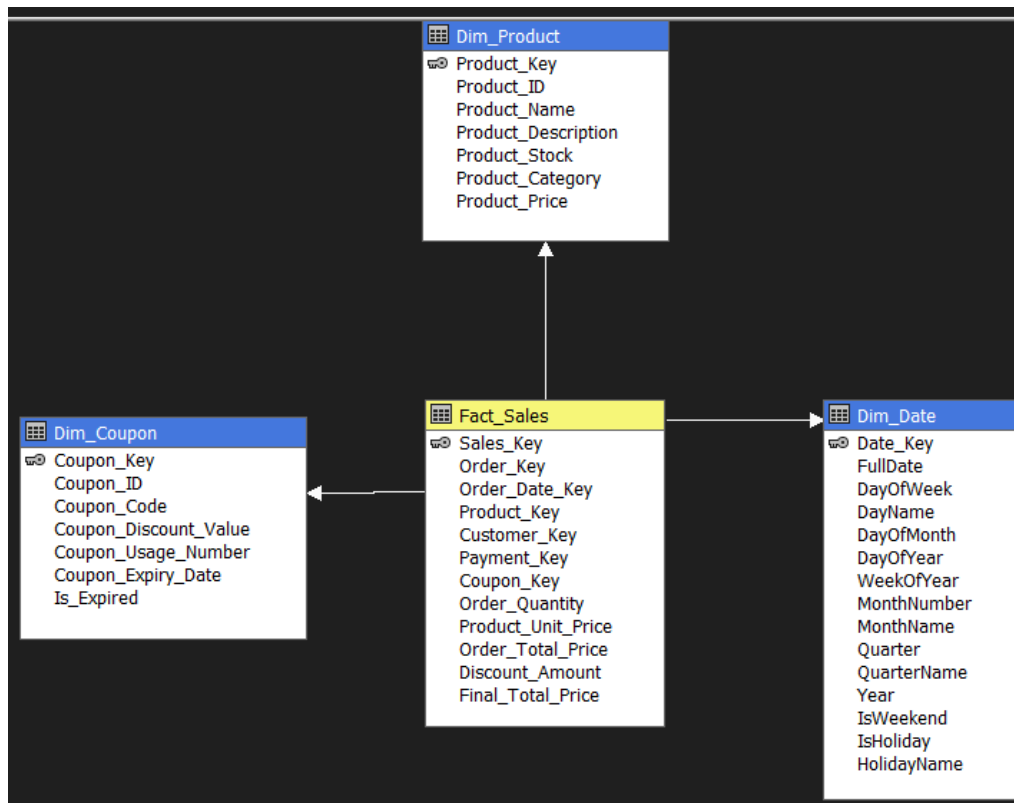 Dim_Product
Product_Key
Product_ID
Product_Name
Product_Description
Product_Stock
Product_Category
Product_Price
Dim_Coupon
Coupon_Key
Coupon_ID
Coupon_Code
Coupon_Discount_Value
Coupon_Usage_Number
Coupon_Expiry_Date
Is_Expired
Fact_Sales
Sales_Key
Order_Key
Order_Date_Key
Product_Key
Customer_Key
Payment_Key
Coupon_Key
Order_Quantity
Product_Unit_Price
Order_Total_Price
Discount_Amount
Final_Total_Price
Dim_Date
Date_Key
FullDate
DayOfWeek
DayName
DayOfMonth
DayOfYear
WeekOfYear
MonthNumber
MonthName
Quarter
QuarterName
Year
IsWeekend
IsHoliday
HolidayName